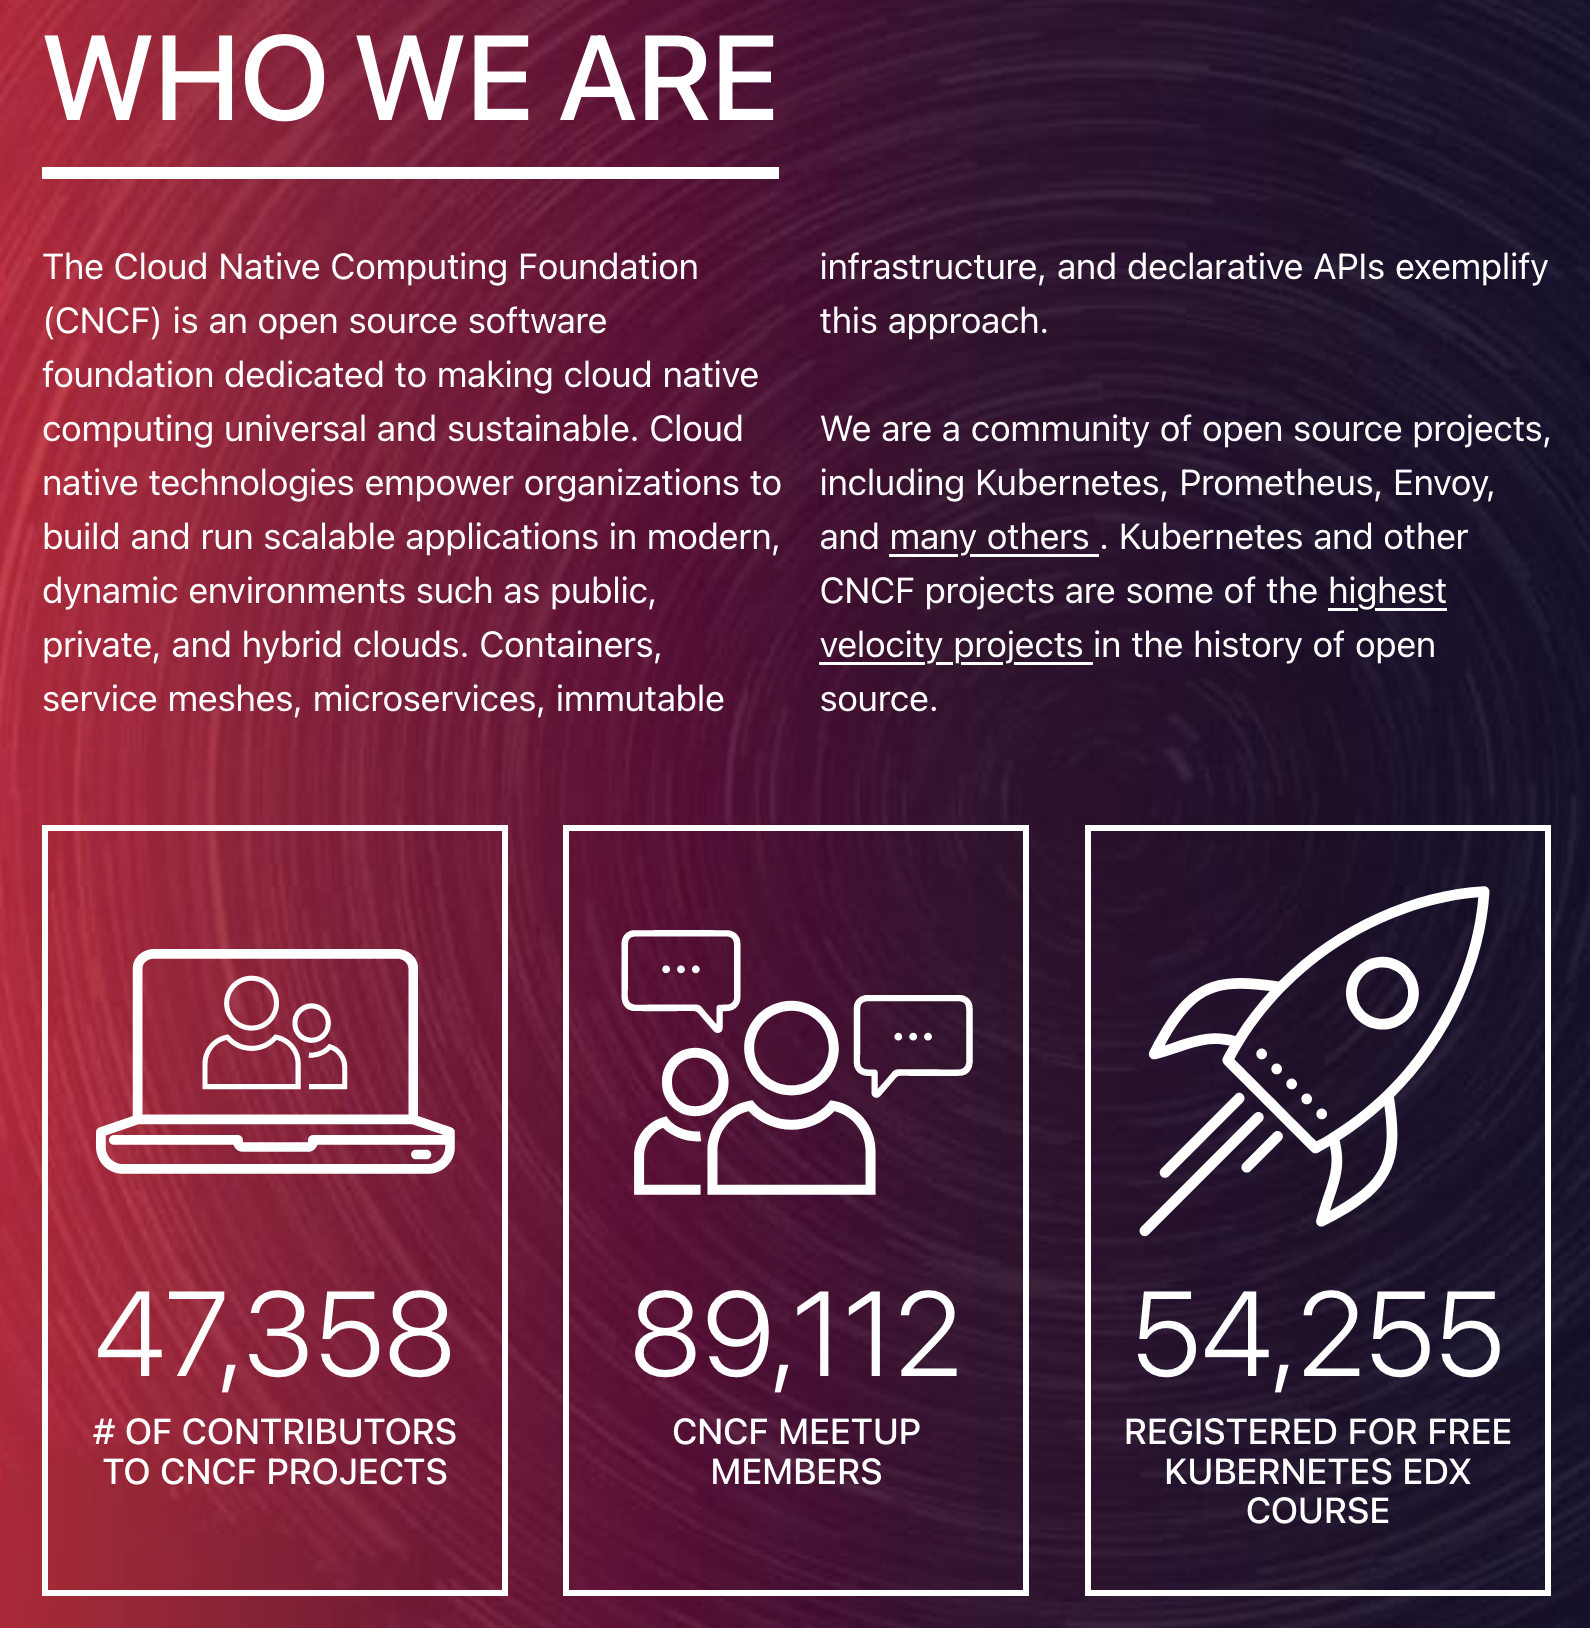 WHO WE ARE
The Cloud Native Computing Foundation
(CNCF) is an open source software
foundation dedicated to making cloud native
computing universal and sustainable. Cloud
native technologies empower organizations to
build and run scalable applications in modern,
dynamic environments such as public,
private, and hybrid clouds. Containers,
service meshes, microservices, immutable
infrastructure, and declarative APIs exemplify
this approach.
We are a community of open source projects,
including Kubernetes, Prometheus, Envoy,
and many others . Kubernetes and other
CNCF projects are some of the highest
velocity projects in the history of open
source.
47,358
# OF CONTRIBUTORS
TO CNCF PROJECTS
89,112
CNCF MEETUP
MEMBERS
54,255
REGISTERED FOR FREE
KUBERNETES EDX
COURSE